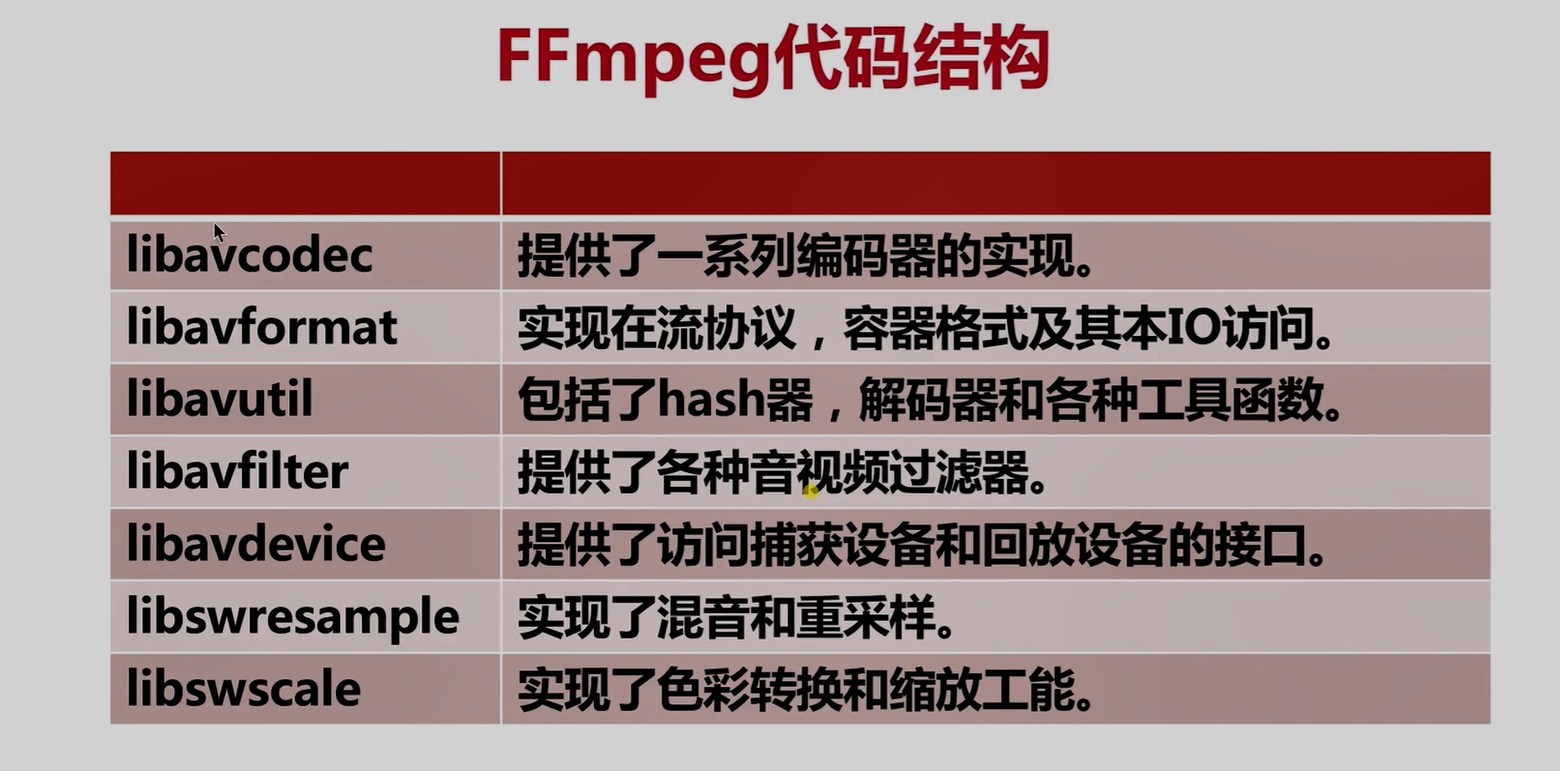 FFmpeg代码结构
libavcodec 提供了一系列编码器的实现。
libavformat 实现在流协议，容器格式及其本IO访问。
libavutil 包括了hash器，解码器和各种工具函数。
libavfilter 提供了各种音视频过滤器。
libavdevice 提供了访问捕获设备和回放设备的接口。
libswresample 实现了混音和重采样。
libswscale 实现了色彩转换和缩放工能。